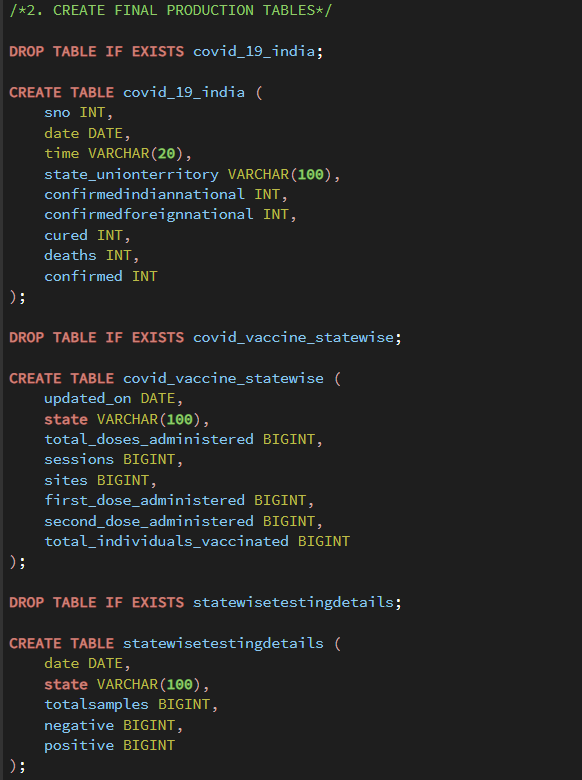 /*2. CREATE FINAL PRODUCTION TABLES*/
DROP TABLE IF EXISTS covid_19_india;
CREATE TABLE covid_19_india (
sno INT,
date DATE,
time VARCHAR(20),
state_unionterritory VARCHAR(100),
confirmedindiannational INT,
confirmedforeignnational INT,
cured INT,
deaths INT,
confirmed INT
);
DROP TABLE IF EXISTS covid_vaccine_statewise;
CREATE TABLE covid_vaccine_statewise (
updated_on DATE,
state VARCHAR(100),
total_doses_administered BIGINT,
sessions BIGINT,
sites BIGINT,
first_dose_administered BIGINT,
second_dose_administered BIGINT,
total_individuals_vaccinated BIGINT
);
DROP TABLE IF EXISTS statewisetestingdetails;
CREATE TABLE statewisetestingdetails (
date DATE,
state VARCHAR(100),
totalsamples BIGINT,
negative BIGINT,
positive BIGINT
);